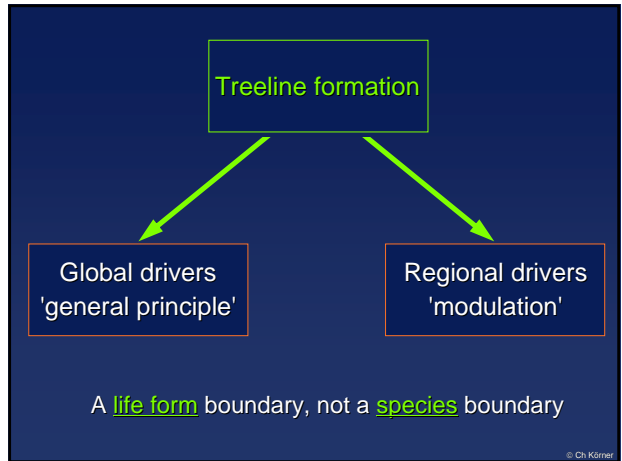 Treeline formation
Global drivers
'general principle'
Regional drivers
'modulation'
A life form boundary, not a species boundary
© Ch Körner